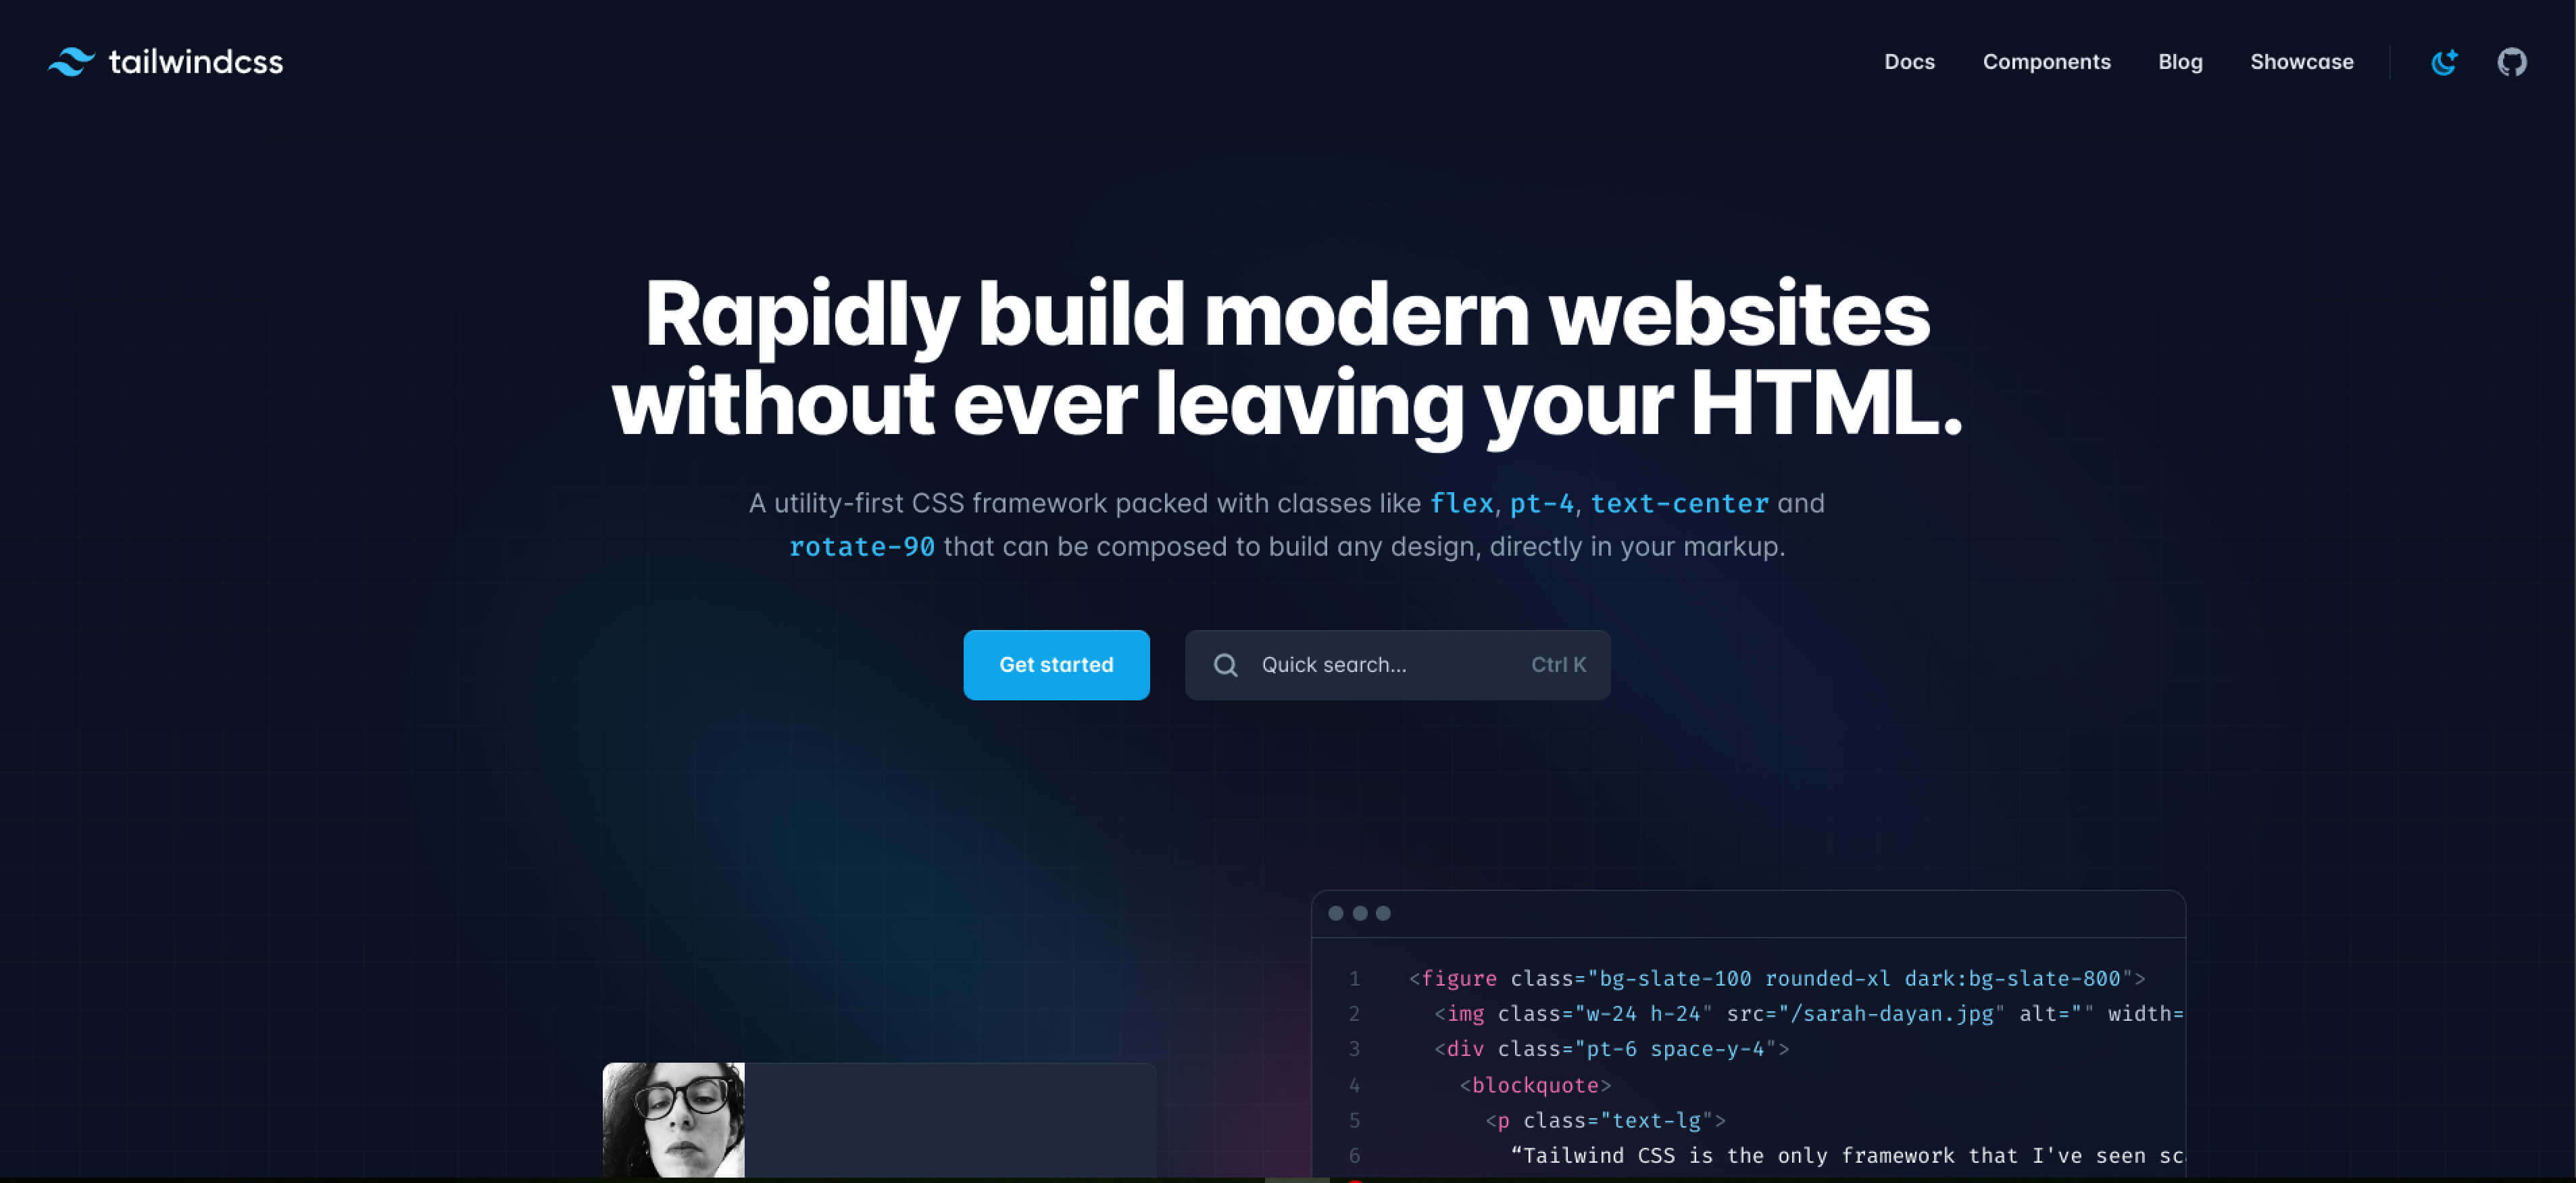 tailwindcss
Docs Components Blog Showcase
Rapidly build modern websites
without ever leaving your HTML.
A utility-first CSS framework packed with classes like flex, pt-4, text-center and
rotate-90 that can be composed to build any design, directly in your markup.
Get started
Quick search... Ctrl K
1 <figure class="bg-slate-100 rounded-xl dark:bg-slate-800">
2 <img class="w-24 h-24" src="/sarah-dayan.jpg" alt="" width=
3 <div class="pt-6 space-y-4">
4 <blockquote>
5 <p class="text-lg">
6 “Tailwind CSS is the only framework that I've seen